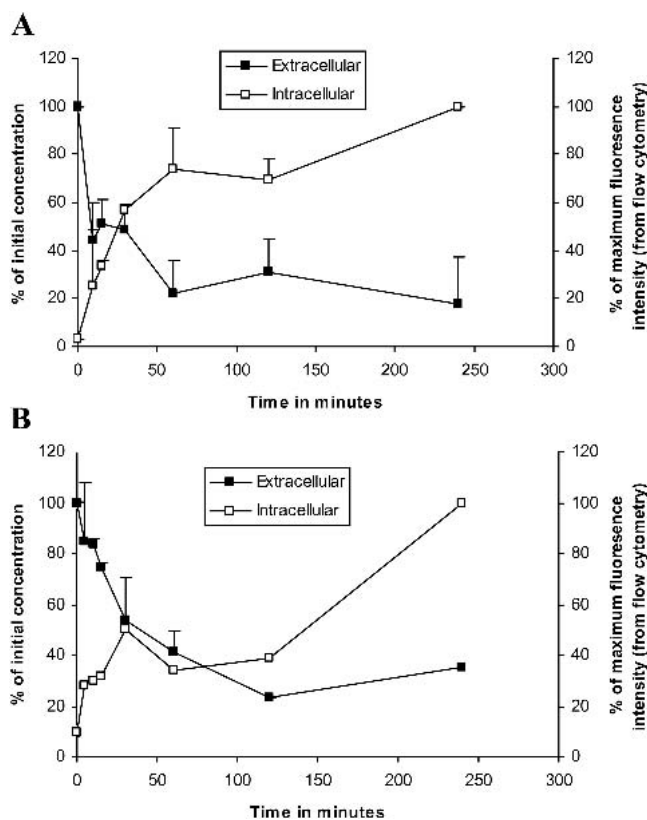 A
120
100
80
60
40
20
0
% of initial concentration
Extracellular
Intracellular
120
100
80
60
40
20
0
% of maximum fluoresence
intensity (from flow cytometry)
0 50 100 150 200 250 300
Time in minutes
B
120
100
80
60
40
20
0
% of initial concentration
Extracellular
Intracellular
120
100
80
60
40
20
0
% of maximum fluoresence
intensity (from flow cytometry)
0 50 100 150 200 250 300
Time in minutes